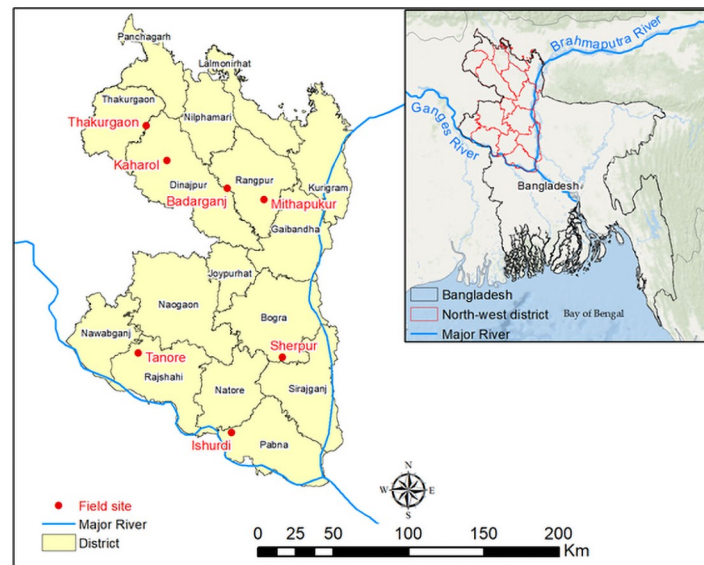 Panchagarh
Lalmonirhat
Thakurgaon
Nilphamari
Thakurgaon
Kaharol
Dinajpur
Rangpur
Kurigram
Badarganj
Mithapukur
Gaibandha
Joypurhat
Naogaon
Bogra
Nawabganj
Tanore
Sherpur
Rajshahi
Natore
Sirajganj
Ishurdi
Pabna
Field site
Major River
District
N
W
E
S
0 25 50 100 150 200
Km
Brahmaputra River
Ganges River
Bangladesh
Bangladesh
North-west district
Major River
Bay of Bengal